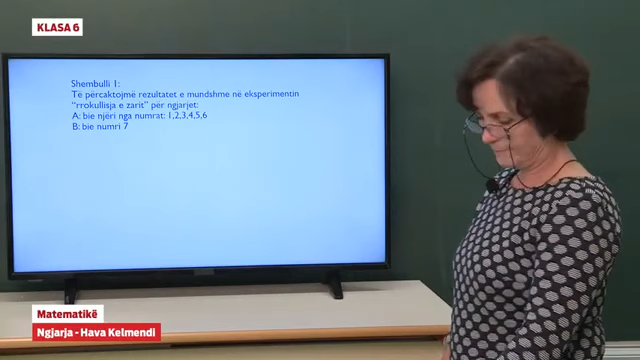 KLASA 6
Shembulli 1:
Të përcaktojmë rezultatet e mundshme në eksperimentin
“rrokullisja e zarit” për ngjarjet:
A: bie njëri nga numrat: 1,2,3,4,5,6
B: bie numri 7
Matematikë
Ngjarja - Hava Kelmendi